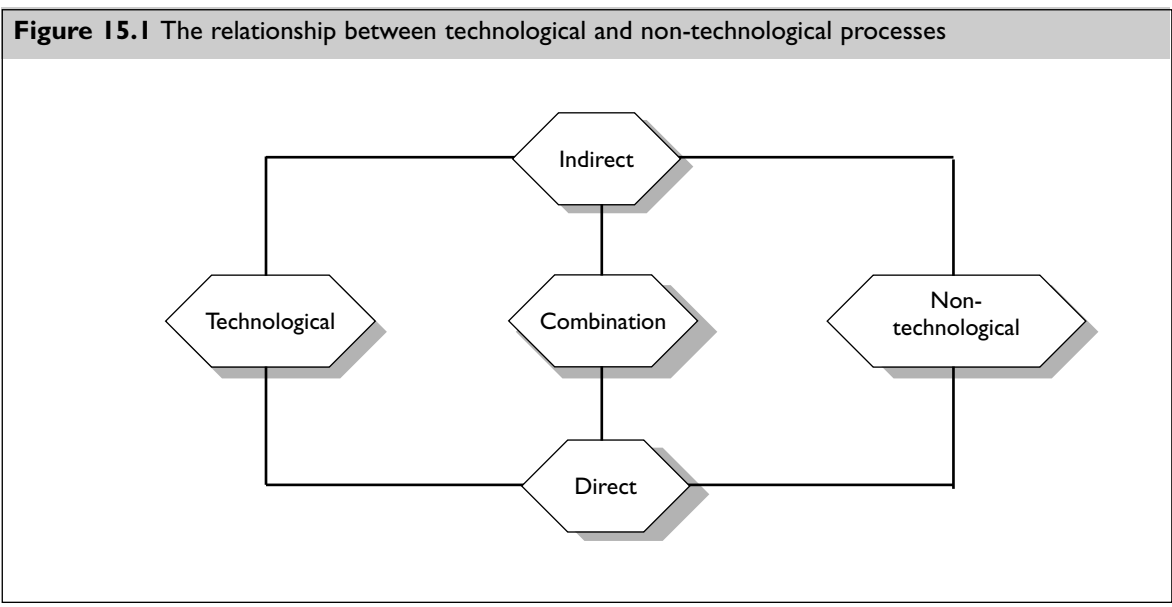 Figure 15.1 The relationship between technological and non-technological processes
Indirect
Technological
Combination
Non-
technological
Direct